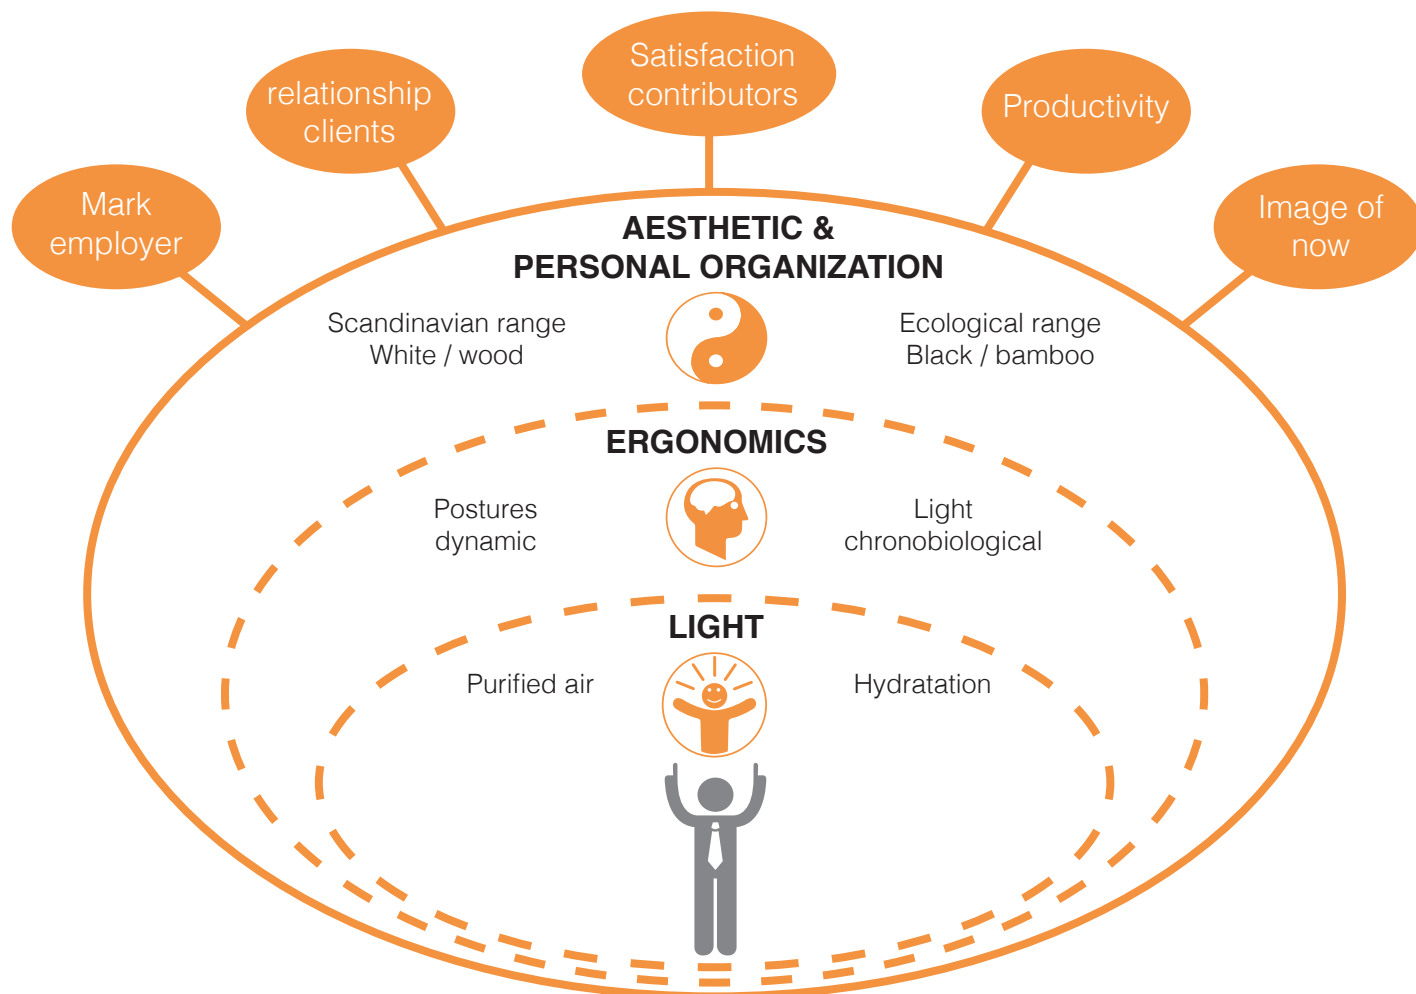 Satisfaction
contributors
relationship
clients
Productivity
Mark
employer
Image of
now
AESTHETIC &
PERSONAL ORGANIZATION
Scandinavian range
White / wood
Ecological range
Black / bamboo
ERGONOMICS
Postures
dynamic
Light
chronobiological
LIGHT
Purified air
Hydratation